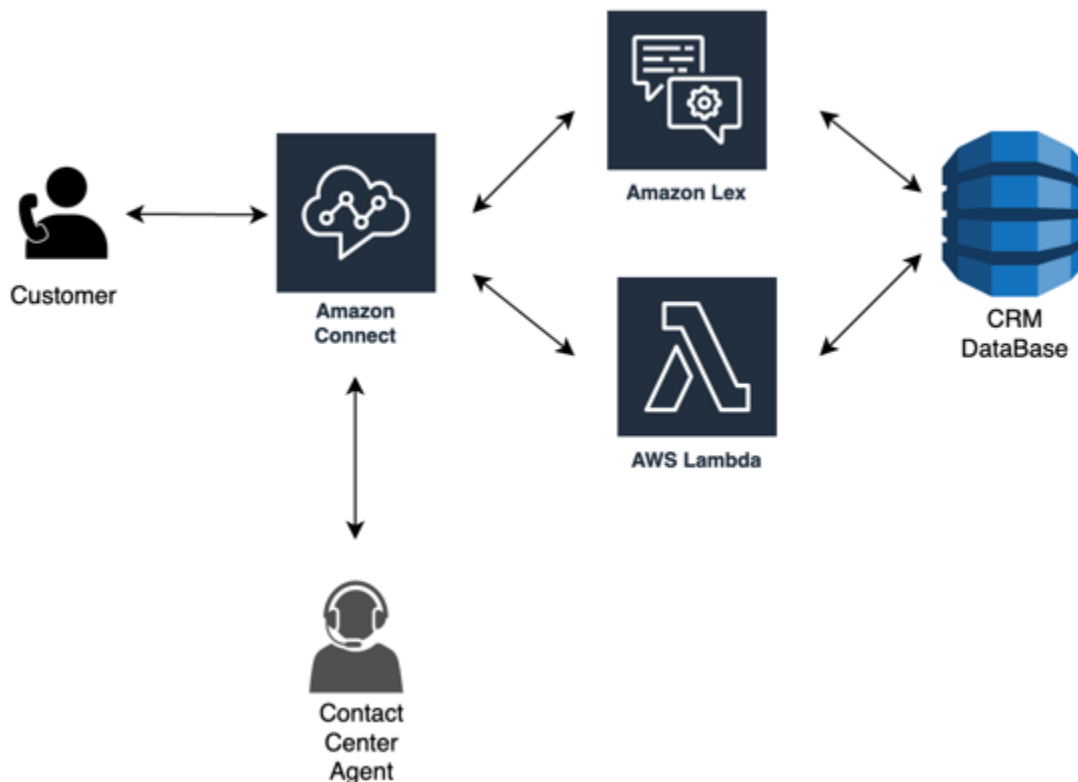 Amazon Lex
Customer
Amazon
Connect
CRM
DataBase
AWS Lambda
Contact
Center
Agent